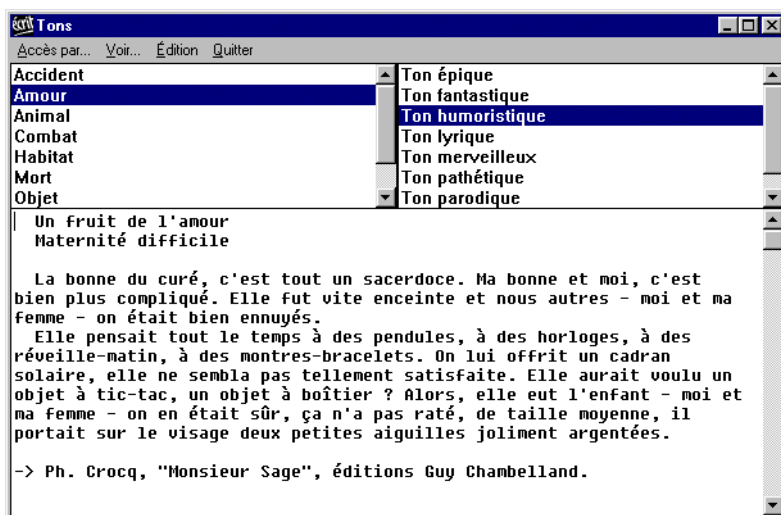 écrit Tons
Accès par... Voir... Édition Quitter
Accident
Amour
Animal
Combat
Habitat
Mort
Objet
Ton épique
Ton fantastique
Ton humoristique
Ton lyrique
Ton merveilleux
Ton pathétique
Ton parodique
Un fruit de l'amour
Maternité difficile
La bonne du curé, c'est tout un sacerdoce. Ma bonne et moi, c'est
bien plus compliqué. Elle fut vite enceinte et nous autres - moi et ma
femme - on était bien ennuyés.
Elle pensait tout le temps à des pendules, à des horloges, à des
réveille-matin, à des montres-bracelets. On lui offrit un cadran
solaire, elle ne sembla pas tellement satisfaite. Elle aurait voulu un
objet à tic-tac, un objet à boîtier ? Alors, elle eut l'enfant - moi et
ma femme - on en était sûr, ça n'a pas raté, de taille moyenne, il
portait sur le visage deux petites aiguilles joliment argentées.
-> Ph. Crocq, "Monsieur Sage", éditions Guy Chambelland.